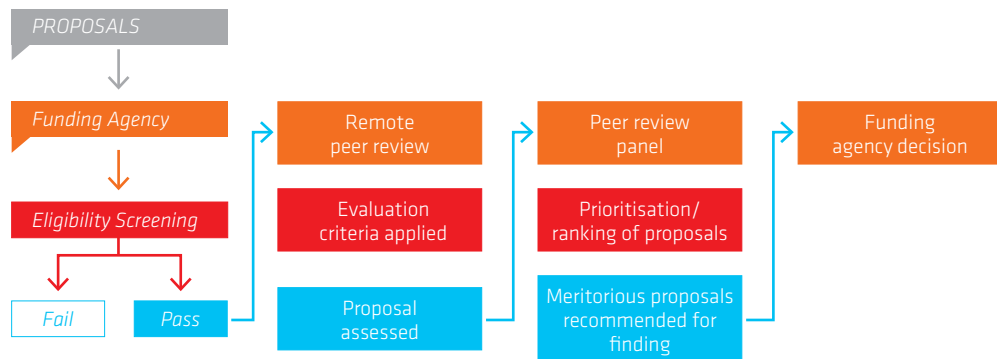 PROPOSALS
Funding Agency
Eligibility Screening
Fail
Pass
Remote
peer review
Evaluation
criteria applied
Proposal
assessed
Peer review
panel
Prioritisation/
ranking of proposals
Meritorious proposals
recommended for
finding
Funding
agency decision